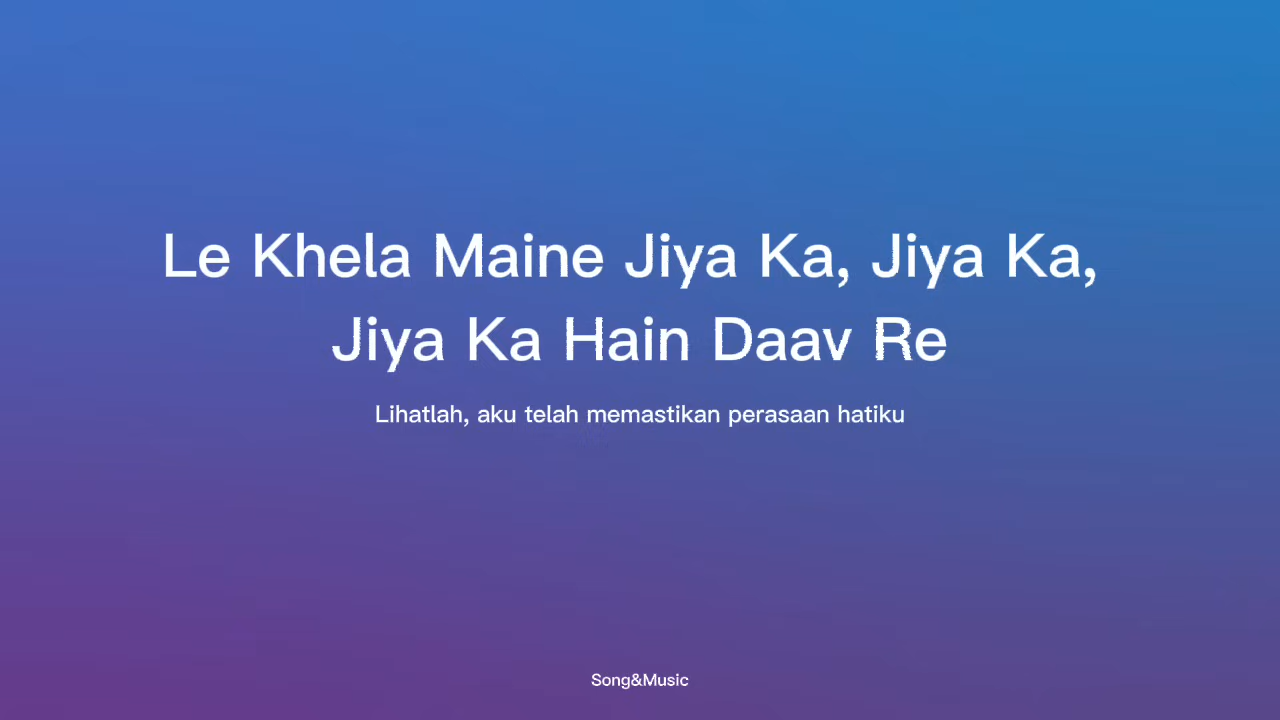 Le Khela Maine Jiya Ka, Jiya Ka,
Jiya Ka Hain Daav Re
Lihatlah, aku telah memastikan perasaan hatiku
Song&Music